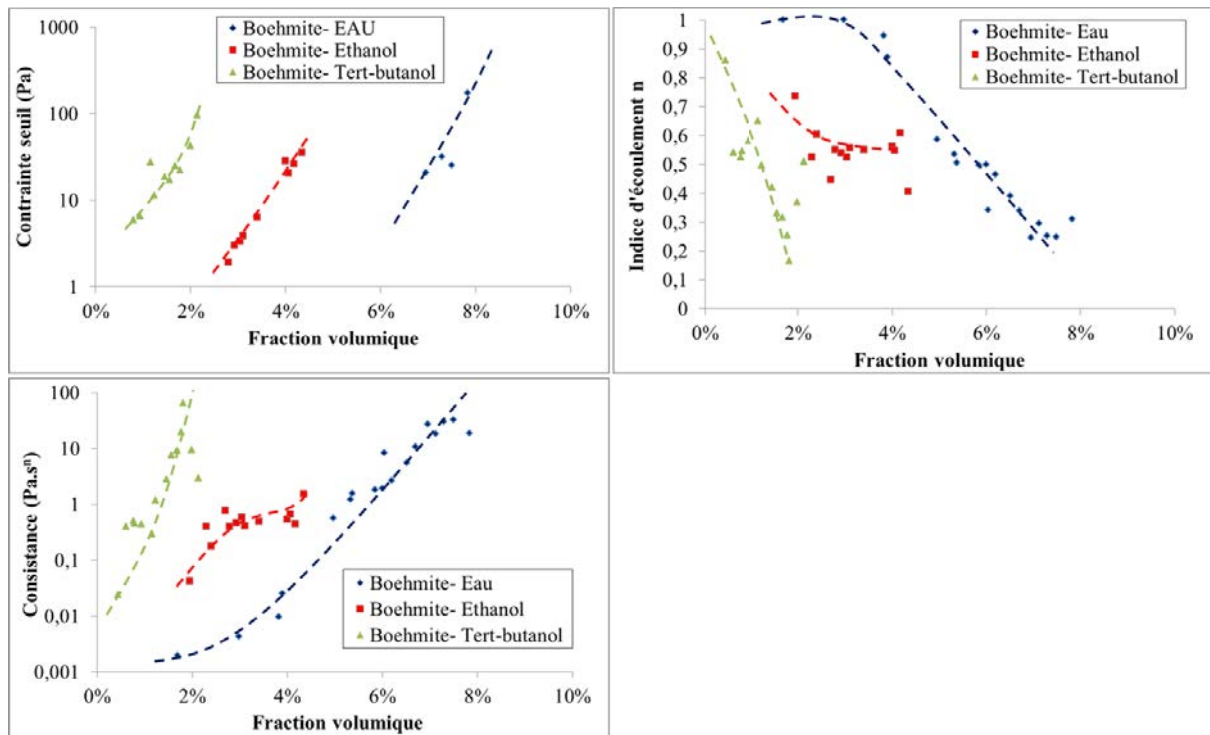 Contrainte seuil (Pa)
1000
100
10
1
Boehmite- EAU
Boehmite- Ethanol
Boehmite- Tert-butanol
0% 2% 4% 6% 8% 10%
Fraction volumique
Indice d'écoulement n
1
0,9
0,8
0,7
0,6
0,5
0,4
0,3
0,2
0,1
0
Boehmite- Eau
Boehmite- Ethanol
Boehmite- Tert-butanol
0% 2% 4% 6% 8% 10%
Fraction volumique
Consistance (Pa.sⁿ)
100
10
1
0,1
0,01
0,001
Boehmite- Eau
Boehmite- Ethanol
Boehmite- Tert-butanol
0% 2% 4% 6% 8% 10%
Fraction volumique